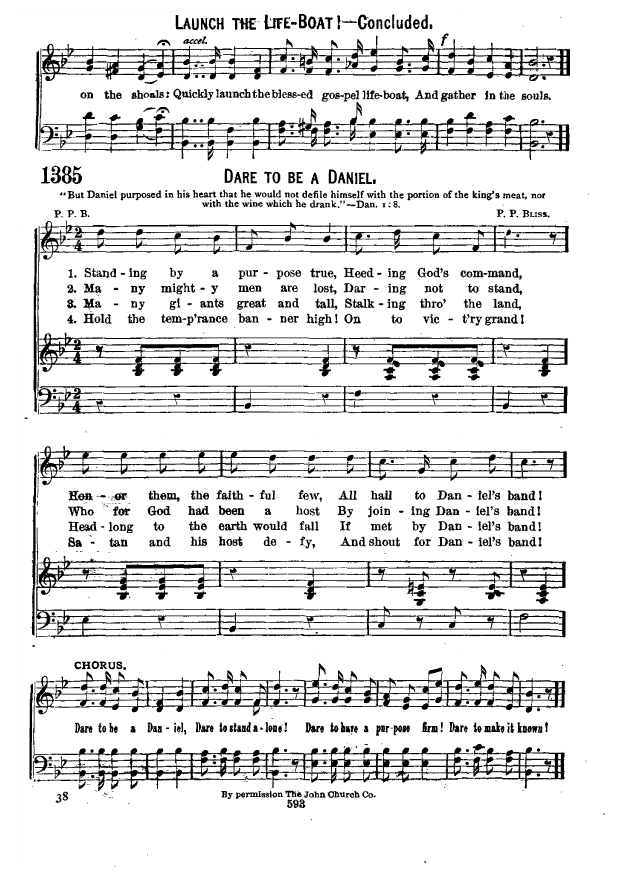 LAUNCH THE LIFE-BOAT!—Concluded.
accel.
f
on the shoals: Quickly launch the bless-ed gos-pel life-boat, And gather in the souls.
1385
DARE TO BE A DANIEL.
"But Daniel purposed in his heart that he would not defile himself with the portion of the king's meat, nor
with the wine which he drank."—Dan. 1:8.
P. P. B.
P. P. BLISS.
1. Stand - ing by a pur - pose true, Heed - ing God's com-mand,
2. Ma - ny might - y men are lost, Dar - ing not to stand,
3. Ma - ny gi - ants great and tall, Stalk - ing thro' the land,
4. Hold the tem-p'rance ban - ner high! On to vic - t'ry grand!
Hon - or them, the faith - ful few, All hail to Dan - iel's band!
Who for God had been a host By join - ing Dan - iel's band!
Head - long to the earth would fall If met by Dan - iel's band!
Sa - tan and his host de - fy, And shout for Dan - iel's band!
CHORUS.
Dare to be a Dan - iel, Dare to stand a-lone! Dare to have a pur-pose firm! Dare to make it known!
38
By permission The John Church Co.
593